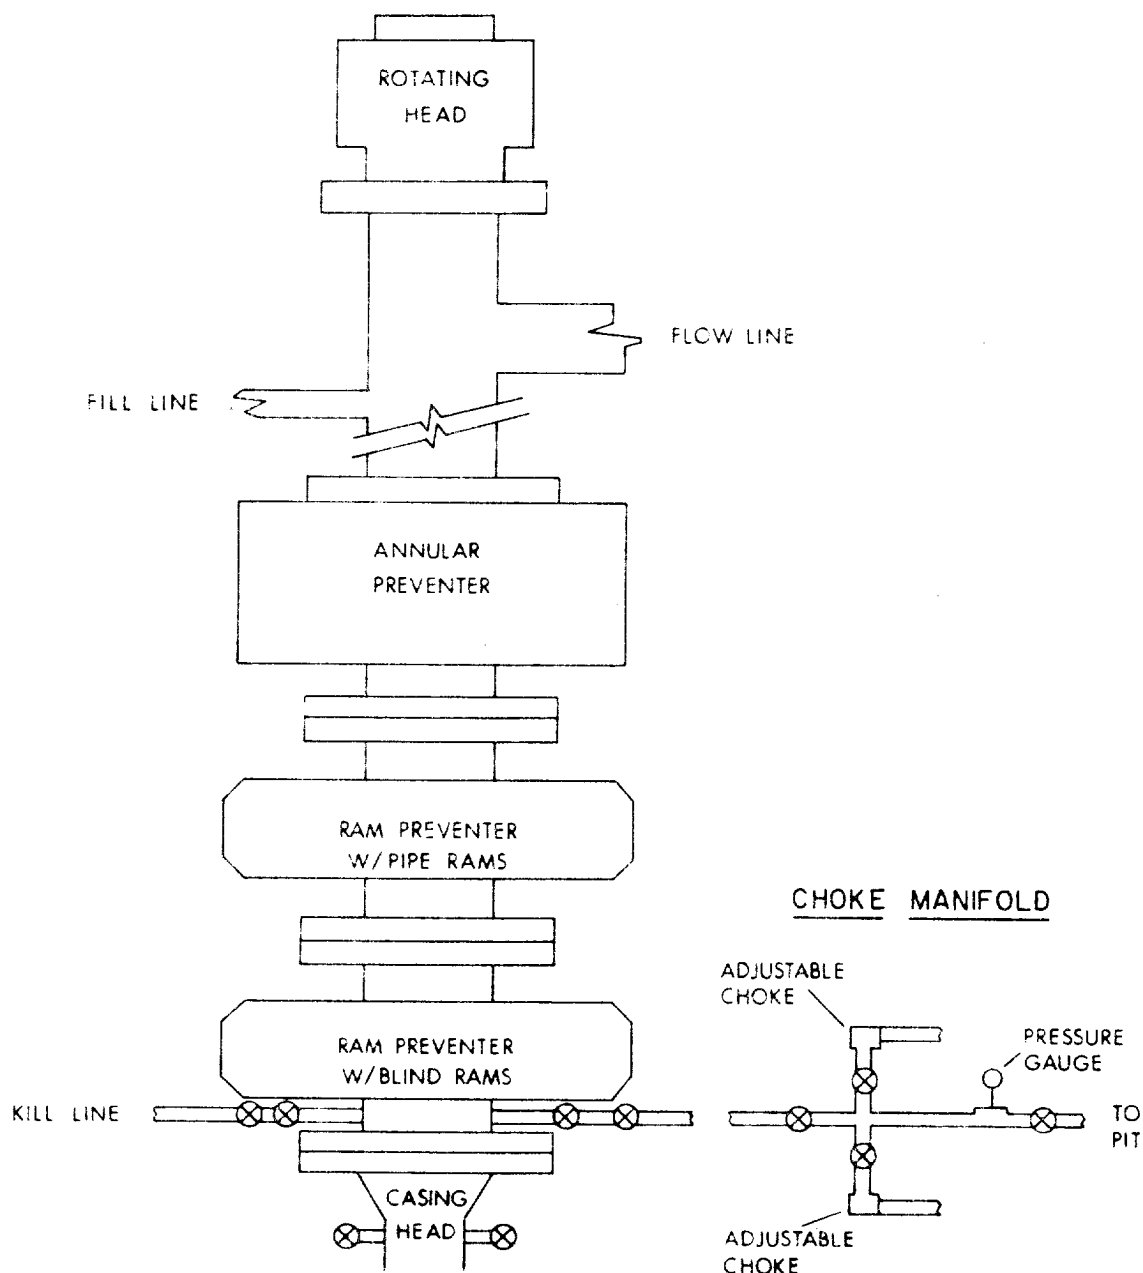 ROTATING
HEAD
FLOW LINE
FILL LINE
ANNULAR
PREVENTER
RAM PREVENTER
W/PIPE RAMS
CHOKE MANIFOLD
ADJUSTABLE
CHOKE
RAM PREVENTER
W/BLIND RAMS
PRESSURE
GAUGE
KILL LINE
TO
PIT
CASING
HEAD
ADJUSTABLE
CHOKE